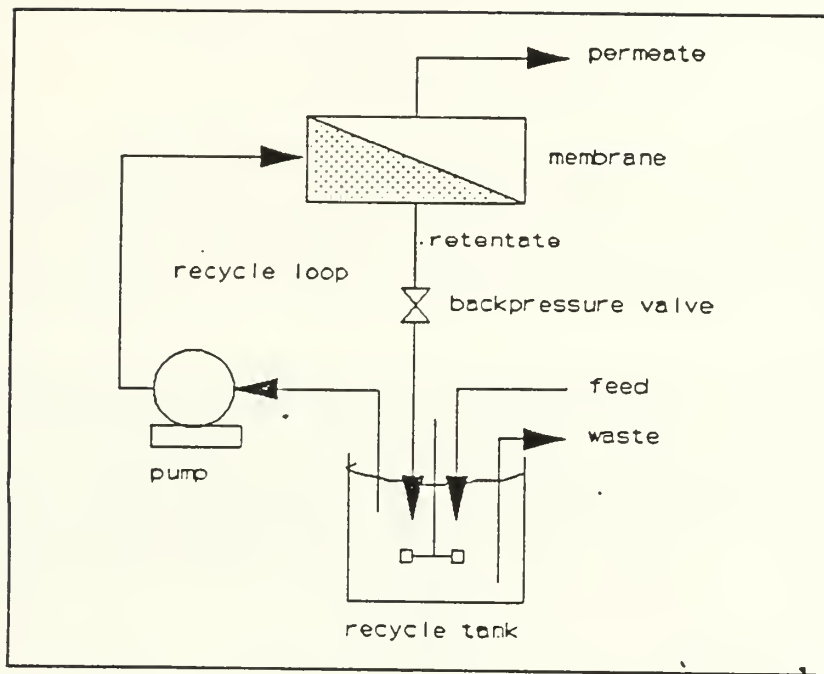 permeate
membrane
retentate
recycle loop
backpressure valve
feed
waste
pump
recycle tank